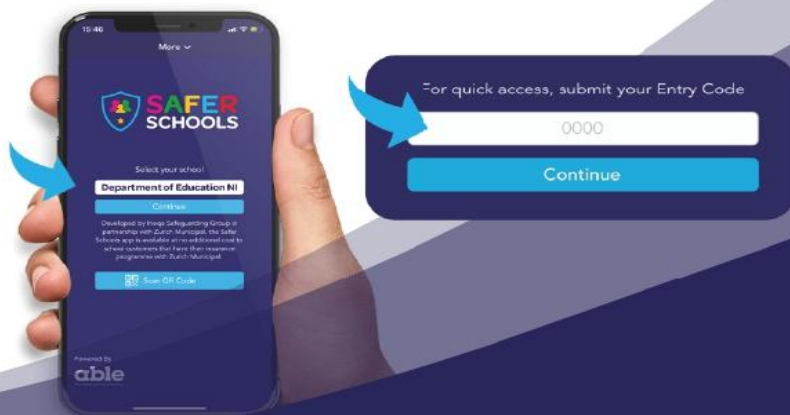 15:46
More
SAFER
SCHOOLS
Select your school
Department of Education NI
Continue
Developed by Ineqe Safeguarding Group in
partnership with Zurich Municipal, the Safer
Schools app is available at no additional cost to
school customers that have their insurance
programme with Zurich Municipal
Scan QR Code
Powered By
able
For quick access, submit your Entry Code
0000
Continue